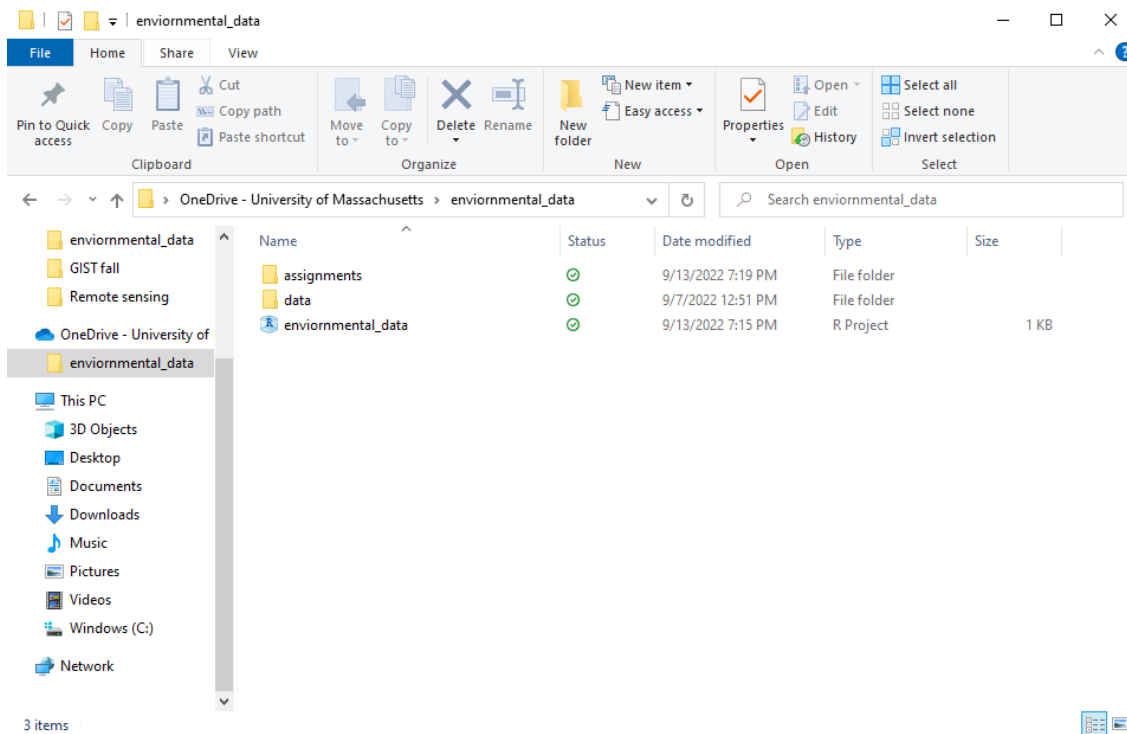 enviornmental_data
File Home Share View
Pin to Quick access Copy Paste Cut Copy path Paste shortcut Move to Copy to Delete Rename New folder New item Easy access Properties Open Edit History Select all Select none Invert selection
Clipboard Organize New Open Select
OneDrive - University of Massachusetts > enviornmental_data Search enviornmental_data
Name Status Date modified Type Size
assignments 9/13/2022 7:19 PM File folder
data 9/7/2022 12:51 PM File folder
enviornmental_data 9/13/2022 7:15 PM R Project 1 KB
enviornmental_data
GIST fall
Remote sensing
OneDrive - University of
enviornmental_data
This PC
3D Objects
Desktop
Documents
Downloads
Music
Pictures
Videos
Windows (C:)
Network
3 items